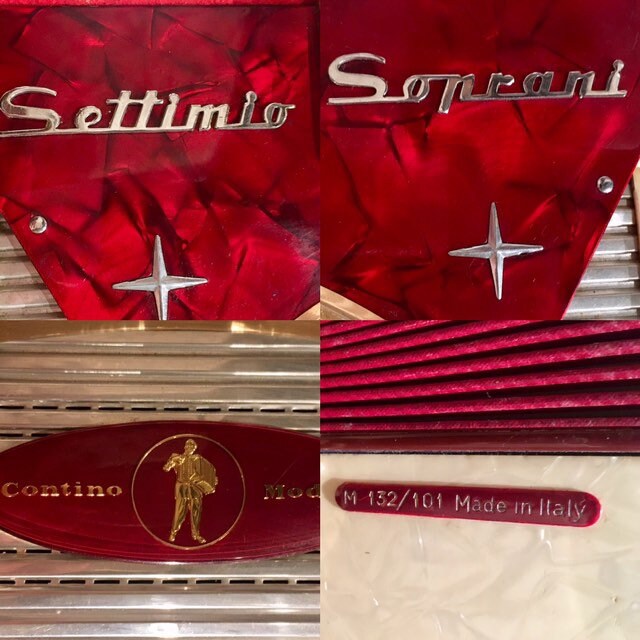 Settimio
Soprani
Contino Mod
M 132/101 Made in Italy